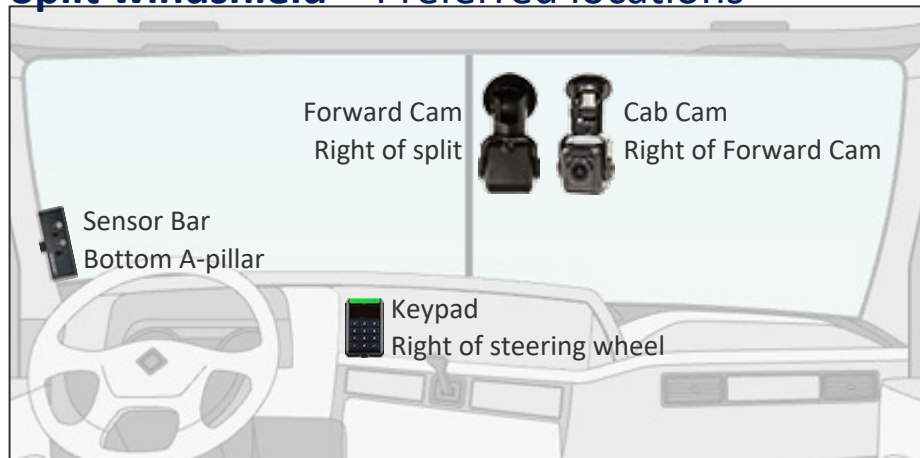 Split windshield – Preferred locations
Forward Cam
Right of split
Cab Cam
Right of Forward Cam
Sensor Bar
Bottom A-pillar
Keypad
Right of steering wheel